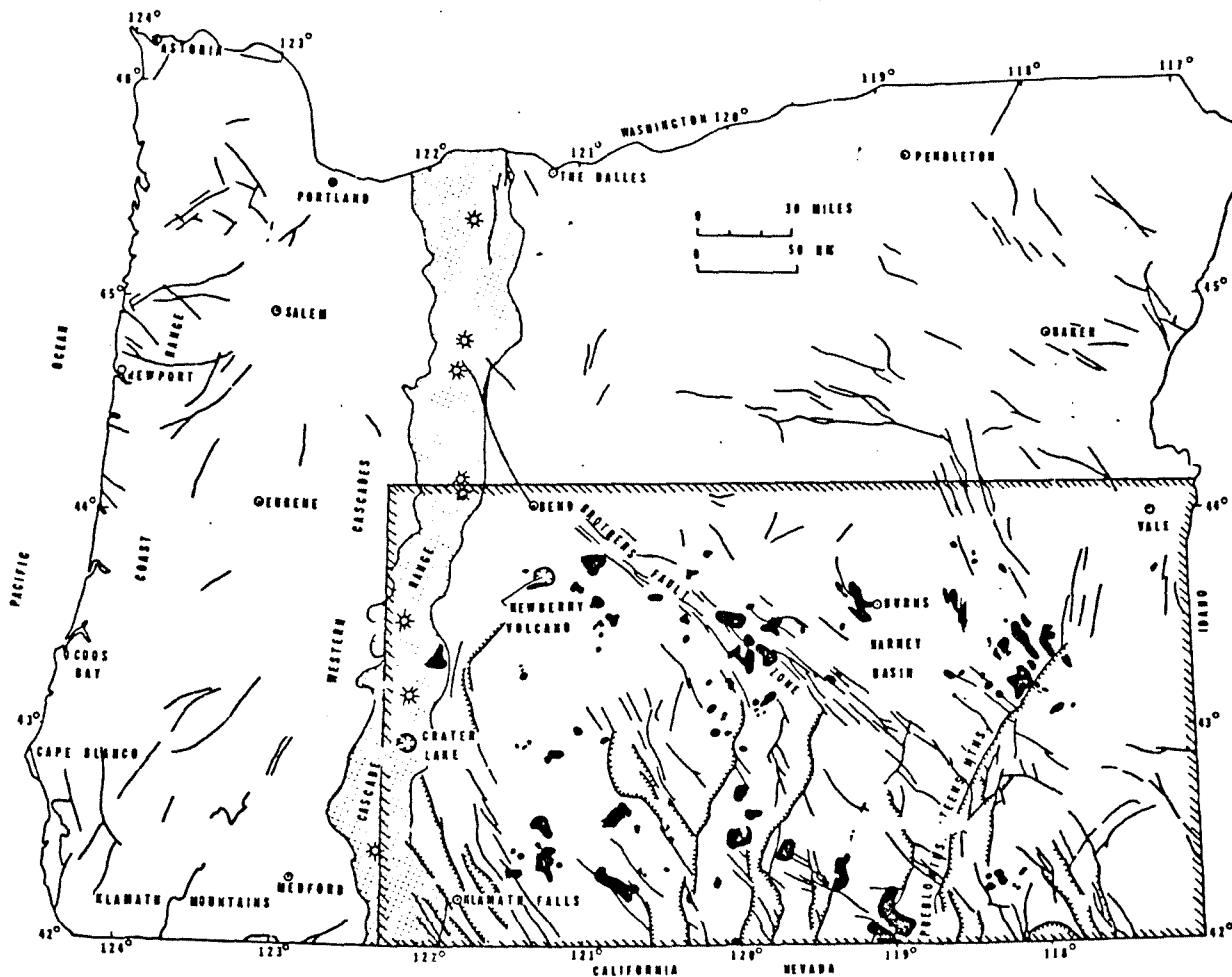 124°
ASTORIA
123°
46°
122°
WASHINGTON 120°
121°
119°
118°
117°
THE DALLES
PENDLETON
PORTLAND
0 30 MILES
0 50 KM
45°
45°
SALEM
BAKER
OCEAN
RANGE
NEWPORT
CASCADES
EUGENE
44°
BEND
44°
VALE
PACIFIC
COAST
RANGE
BROTHERS
FAULT
ZONE
NEWBERRY
VOLCANO
BURNS
HARNEY
BASIN
IDAHO
COOS
BAY
WESTERN
43°
43°
CAPE BLANCO
CRATER
LAKE
CASCADE
STEENS MTNS
PUEBLO MTNS
MEDFORD
KLAMATH MOUNTAINS
KLAMATH FALLS
42°
124°
123°
122°
121°
120°
119°
118°
42°
CALIFORNIA
NEVADA